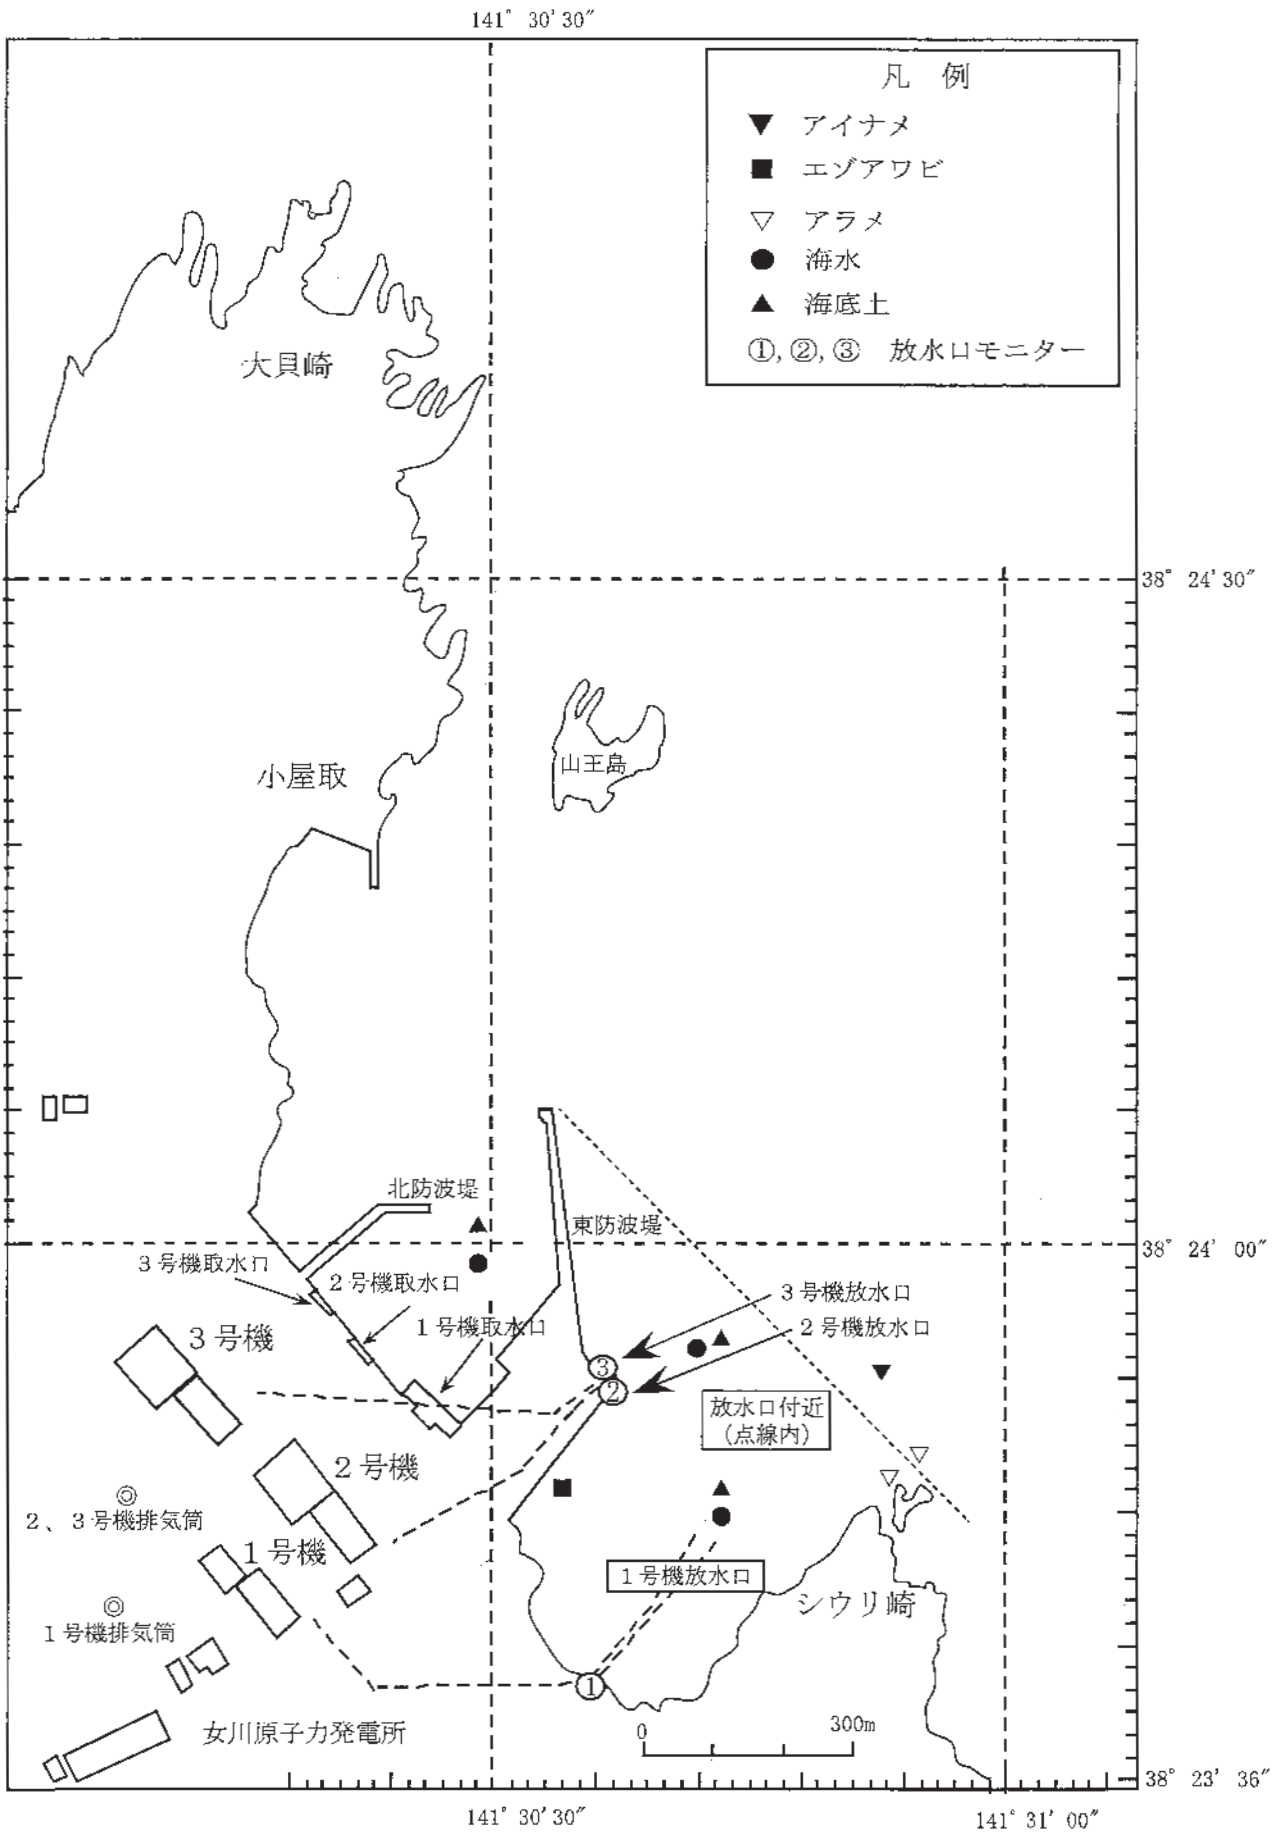 141° 30′30″
凡 例
▼ アイナメ
■ エゾアワビ
▽ アラメ
● 海水
▲ 海底土
①,②,③ 放水口モニター
大貝崎
38° 24′30″
山王島
小屋取
北防波堤
東防波堤
38° 24′00″
3号機取水口
2号機取水口
3号機放水口
1号機取水口
2号機放水口
3号機
③
②
放水口付近
(点線内)
2号機
2、3号機排気筒
1号機
1号機放水口
シウリ崎
1号機排気筒
①
女川原子力発電所
0 300m
38° 23′36″
141° 30′30″
141° 31′00″